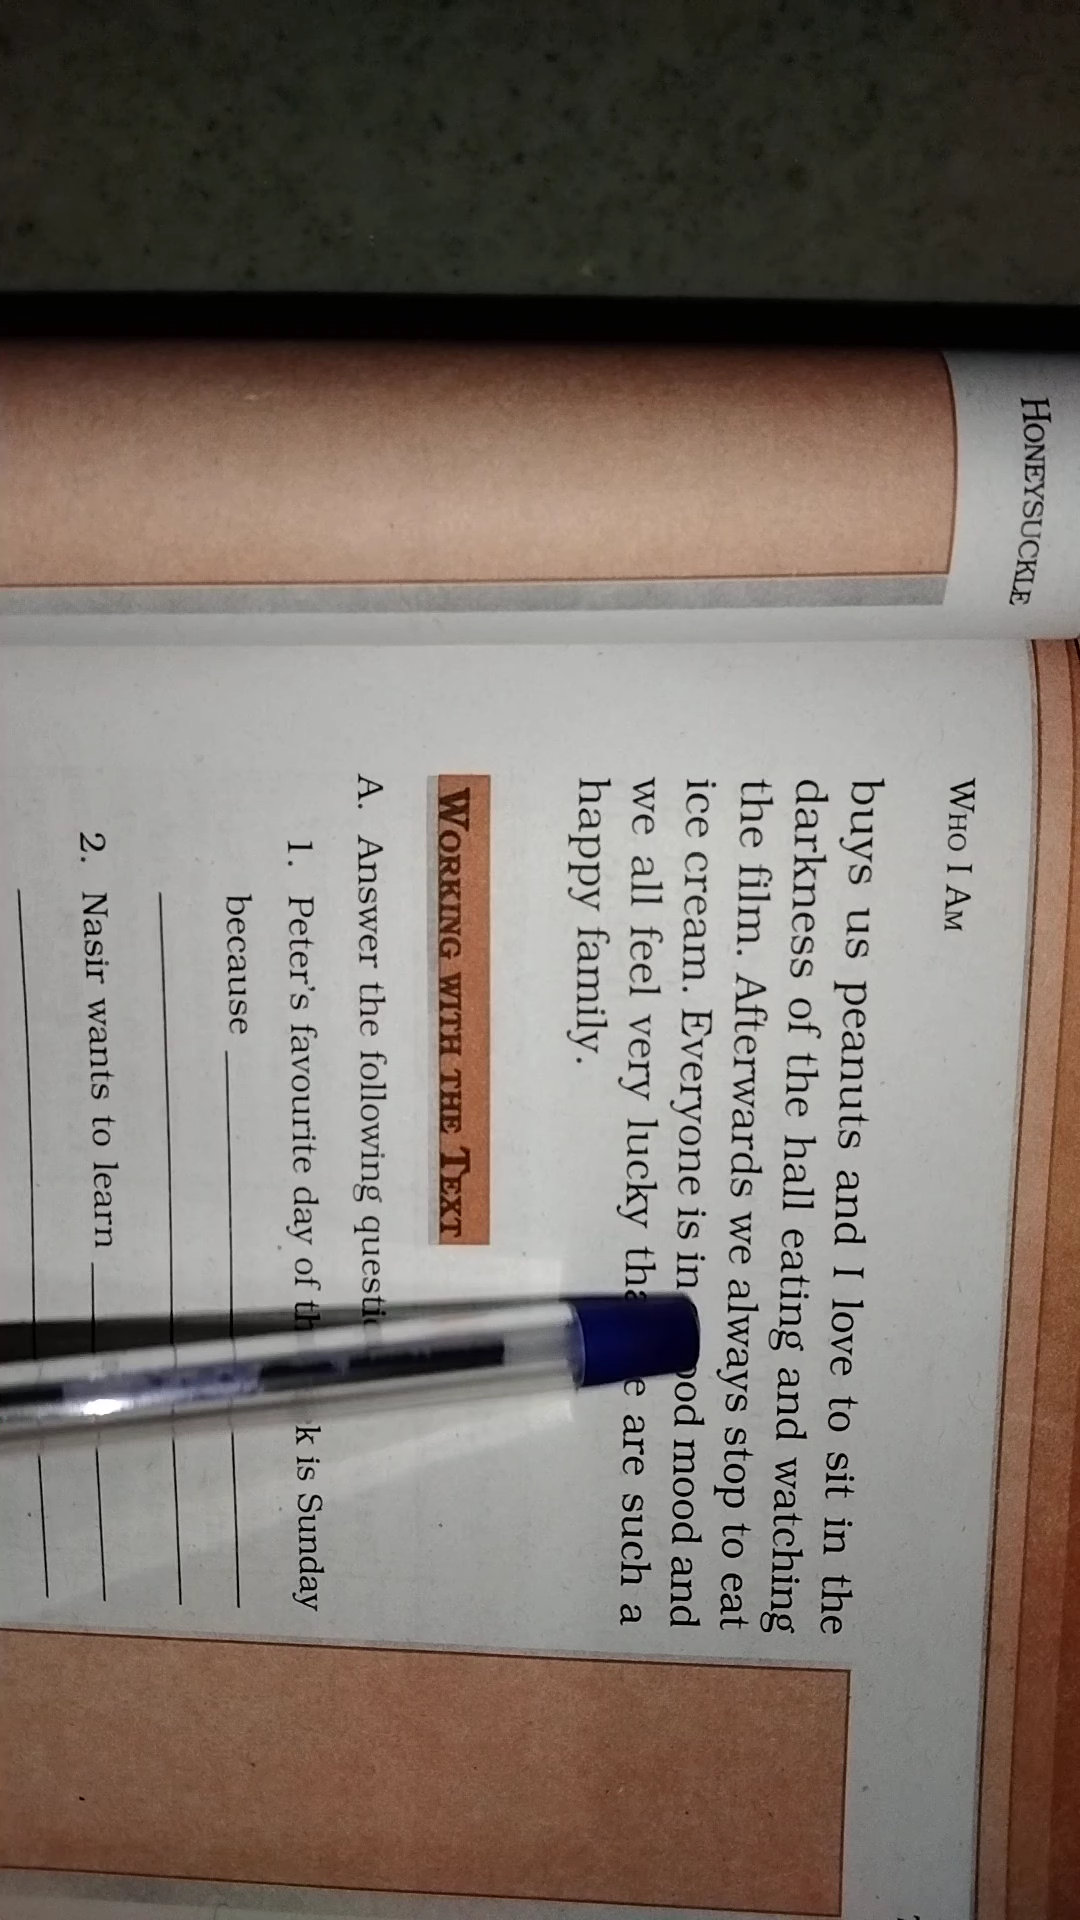 HONEYSUCKLE
WHO I AM
buys us peanuts and I love to sit in the
darkness of the hall eating and watching
the film. Afterwards we always stop to eat
ice cream. Everyone is in mood and
we all feel very lucky are such a
happy family.
WORKING WITH THE TEXT
A. Answer the following
1. Peter's favourite day of is Sunday
because
2. Nasir wants to learn